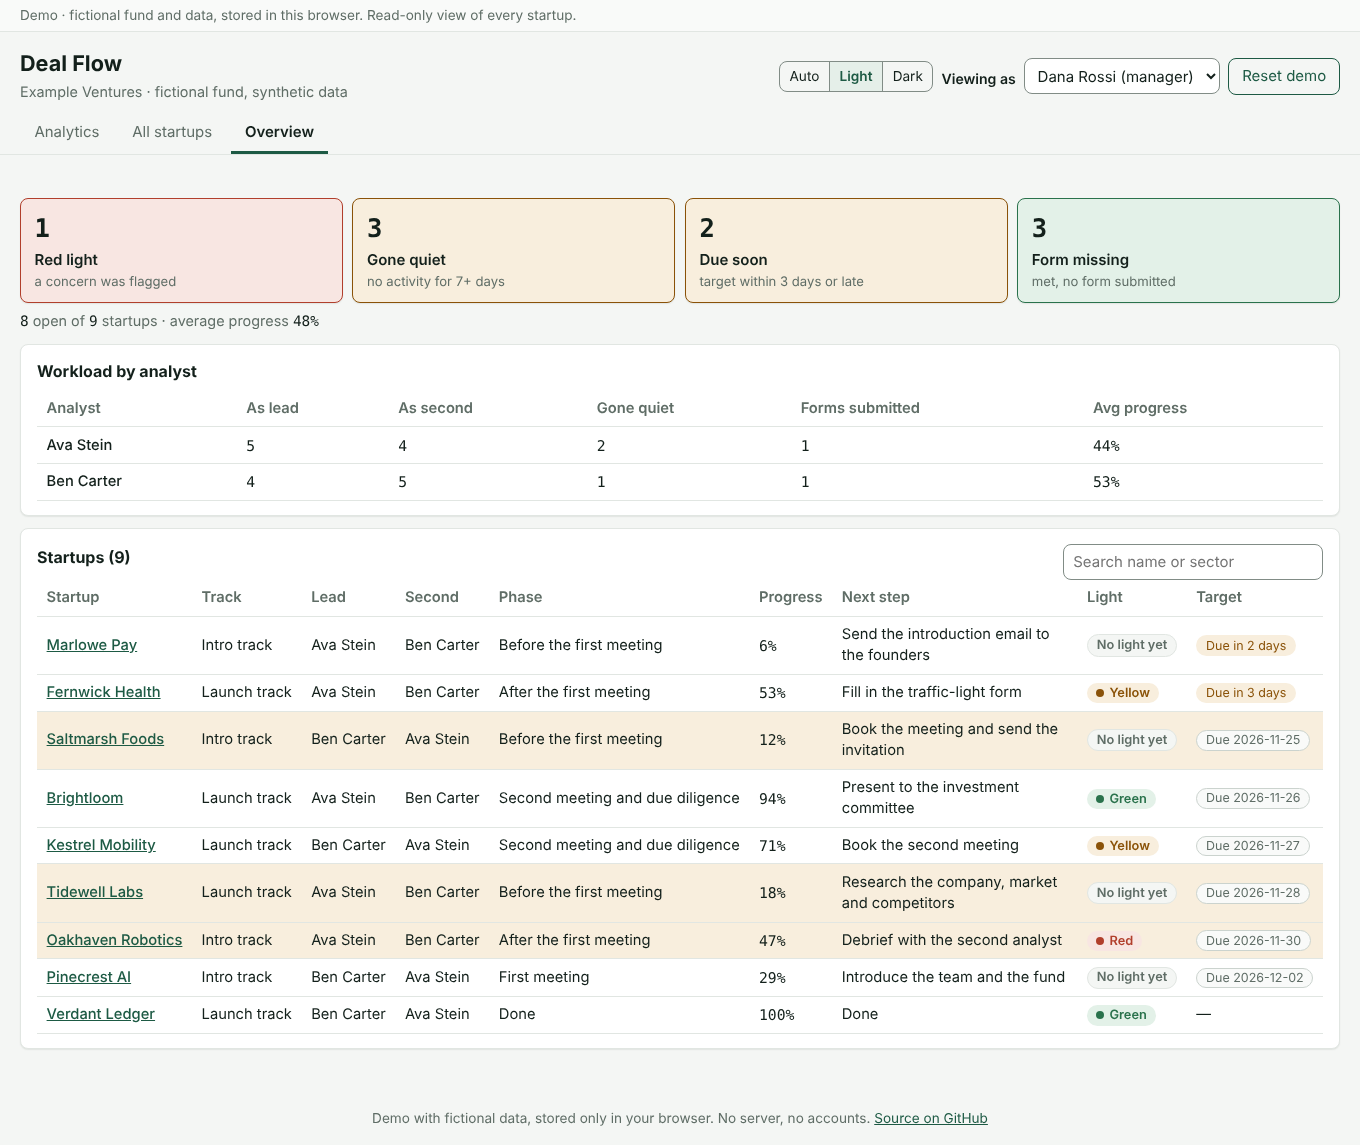 Demo · fictional fund and data, stored in this browser. Read-only view of every startup.
Deal Flow
Example Ventures · fictional fund, synthetic data
Auto Light Dark Viewing as Dana Rossi (manager) Reset demo
Analytics All startups Overview
1 3 2 3
Red light Gone quiet Due soon Form missing
a concern was flagged no activity for 7+ days target within 3 days or late met, no form submitted
8 open of 9 startups · average progress 48%
Workload by analyst
Analyst As lead As second Gone quiet Forms submitted Avg progress
Ava Stein 5 4 2 1 44%
Ben Carter 4 5 1 1 53%
Startups (9) Search name or sector
Startup Track Lead Second Phase Progress Next step Light Target
Marlowe Pay Intro track Ava Stein Ben Carter Before the first meeting 6% Send the introduction email to the founders No light yet Due in 2 days
Fernwick Health Launch track Ava Stein Ben Carter After the first meeting 53% Fill in the traffic-light form Yellow Due in 3 days
Saltmarsh Foods Intro track Ben Carter Ava Stein Before the first meeting 12% Book the meeting and send the invitation No light yet Due 2026-11-25
Brightloom Launch track Ava Stein Ben Carter Second meeting and due diligence 94% Present to the investment committee Green Due 2026-11-26
Kestrel Mobility Launch track Ben Carter Ava Stein Second meeting and due diligence 71% Book the second meeting Yellow Due 2026-11-27
Tidewell Labs Launch track Ava Stein Ben Carter Before the first meeting 18% Research the company, market and competitors No light yet Due 2026-11-28
Oakhaven Robotics Intro track Ava Stein Ben Carter After the first meeting 47% Debrief with the second analyst Red Due 2026-11-30
Pinecrest AI Intro track Ben Carter Ava Stein First meeting 29% Introduce the team and the fund No light yet Due 2026-12-02
Verdant Ledger Launch track Ben Carter Ava Stein Done 100% Done Green —
Demo with fictional data, stored only in your browser. No server, no accounts. Source on GitHub